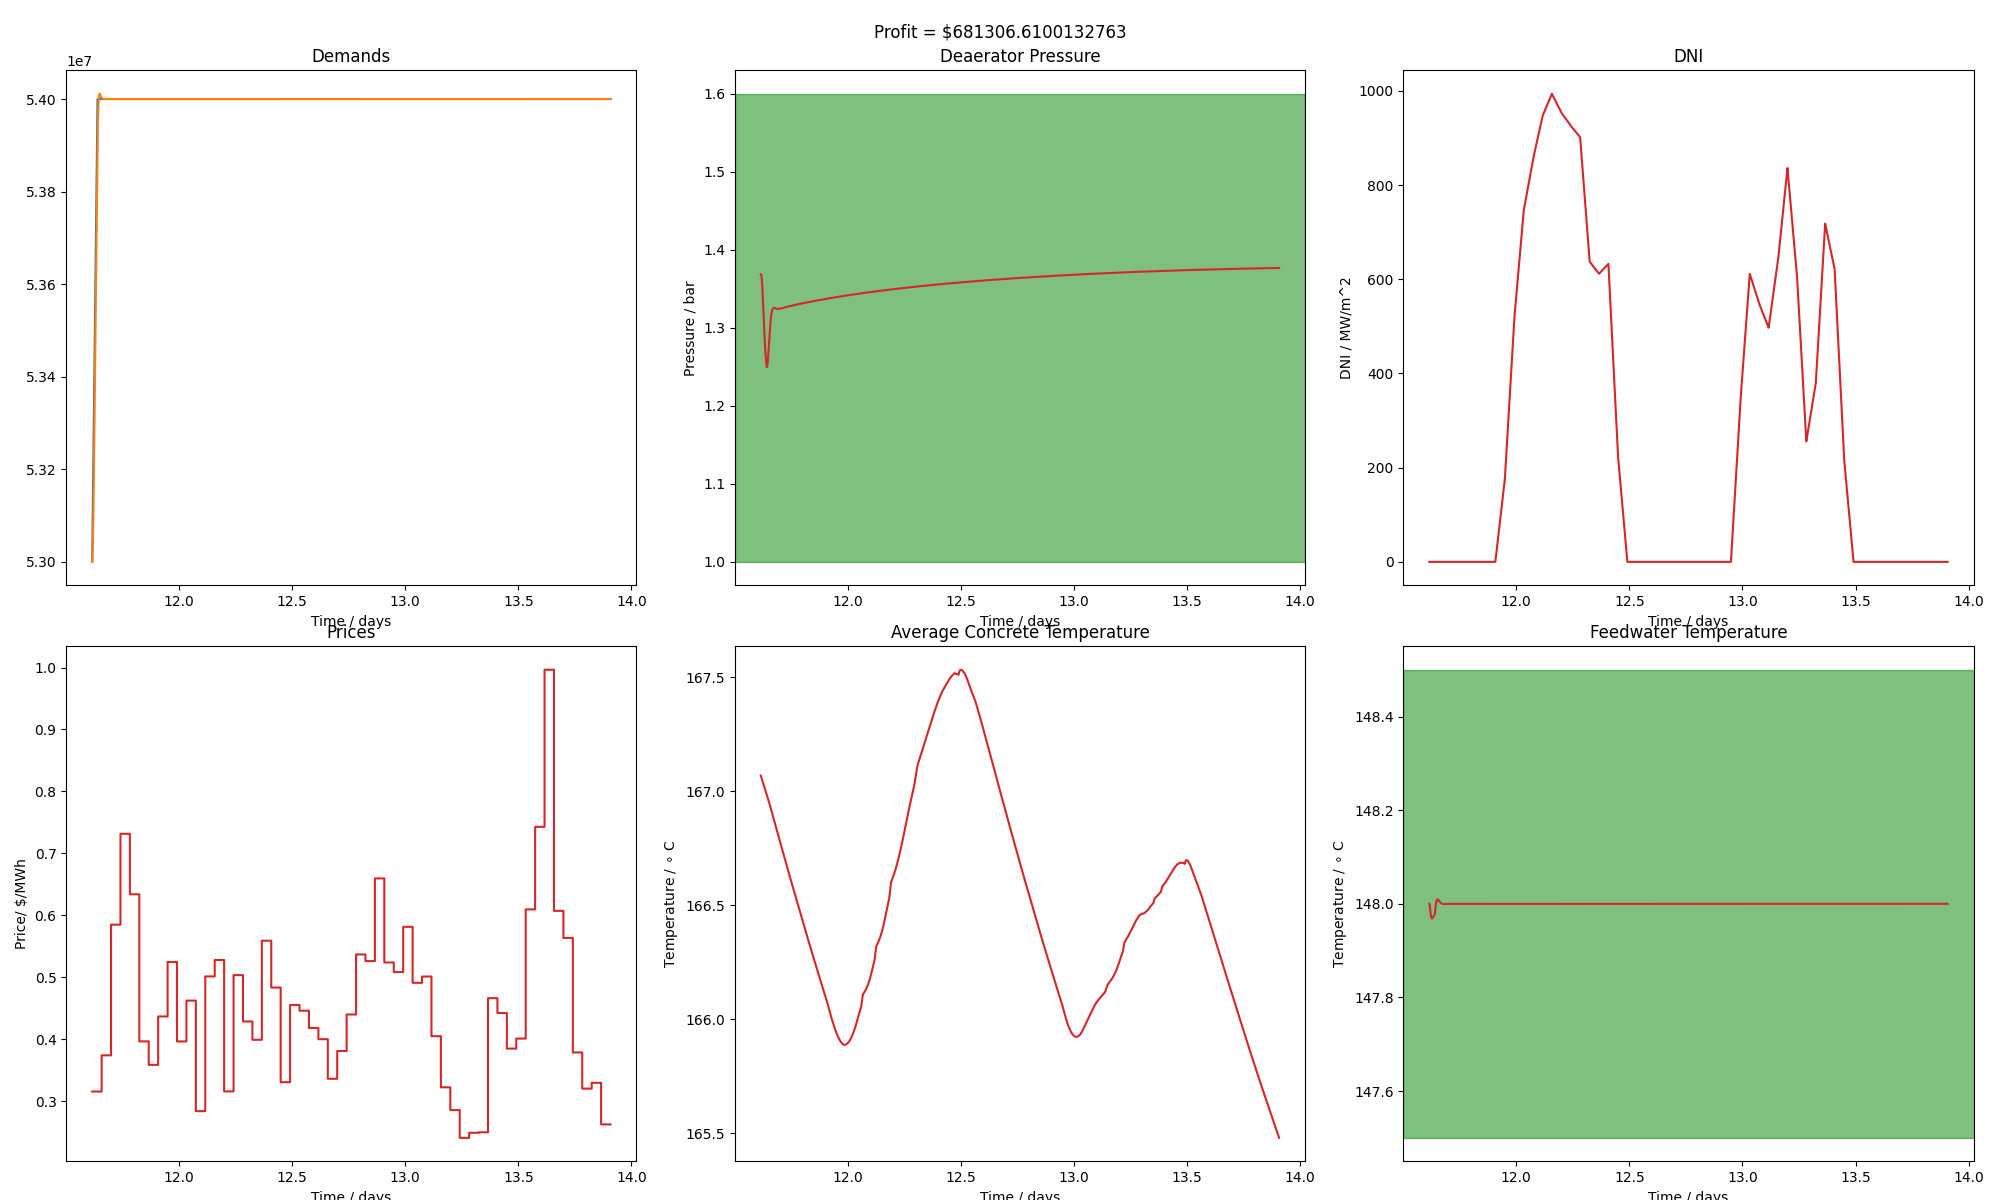 Profit = $681306.6100132763
Demands
1e7
5.40
5.38
5.36
5.34
5.32
5.30
12.0 12.5 13.0 13.5 14.0
Time / days
Deaerator Pressure
Pressure / bar
1.6
1.5
1.4
1.3
1.2
1.1
1.0
12.0 12.5 13.0 13.5 14.0
Time / days
DNI
DNI / MW/m^2
1000
800
600
400
200
0
12.0 12.5 13.0 13.5 14.0
Time / days
Prices
Price/ $/MWh
1.0
0.9
0.8
0.7
0.6
0.5
0.4
0.3
12.0 12.5 13.0 13.5 14.0
Time / days
Average Concrete Temperature
Temperature / ∘ C
167.5
167.0
166.5
166.0
165.5
12.0 12.5 13.0 13.5 14.0
Time / days
Feedwater Temperature
Temperature / ∘ C
148.4
148.2
148.0
147.8
147.6
12.0 12.5 13.0 13.5 14.0
Time / days